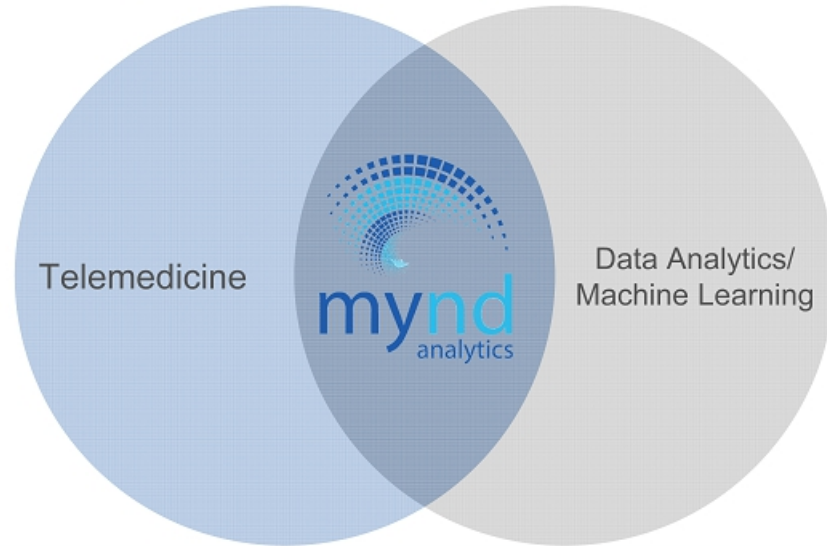 Telemedicine
mynd
analytics
Data Analytics/
Machine Learning